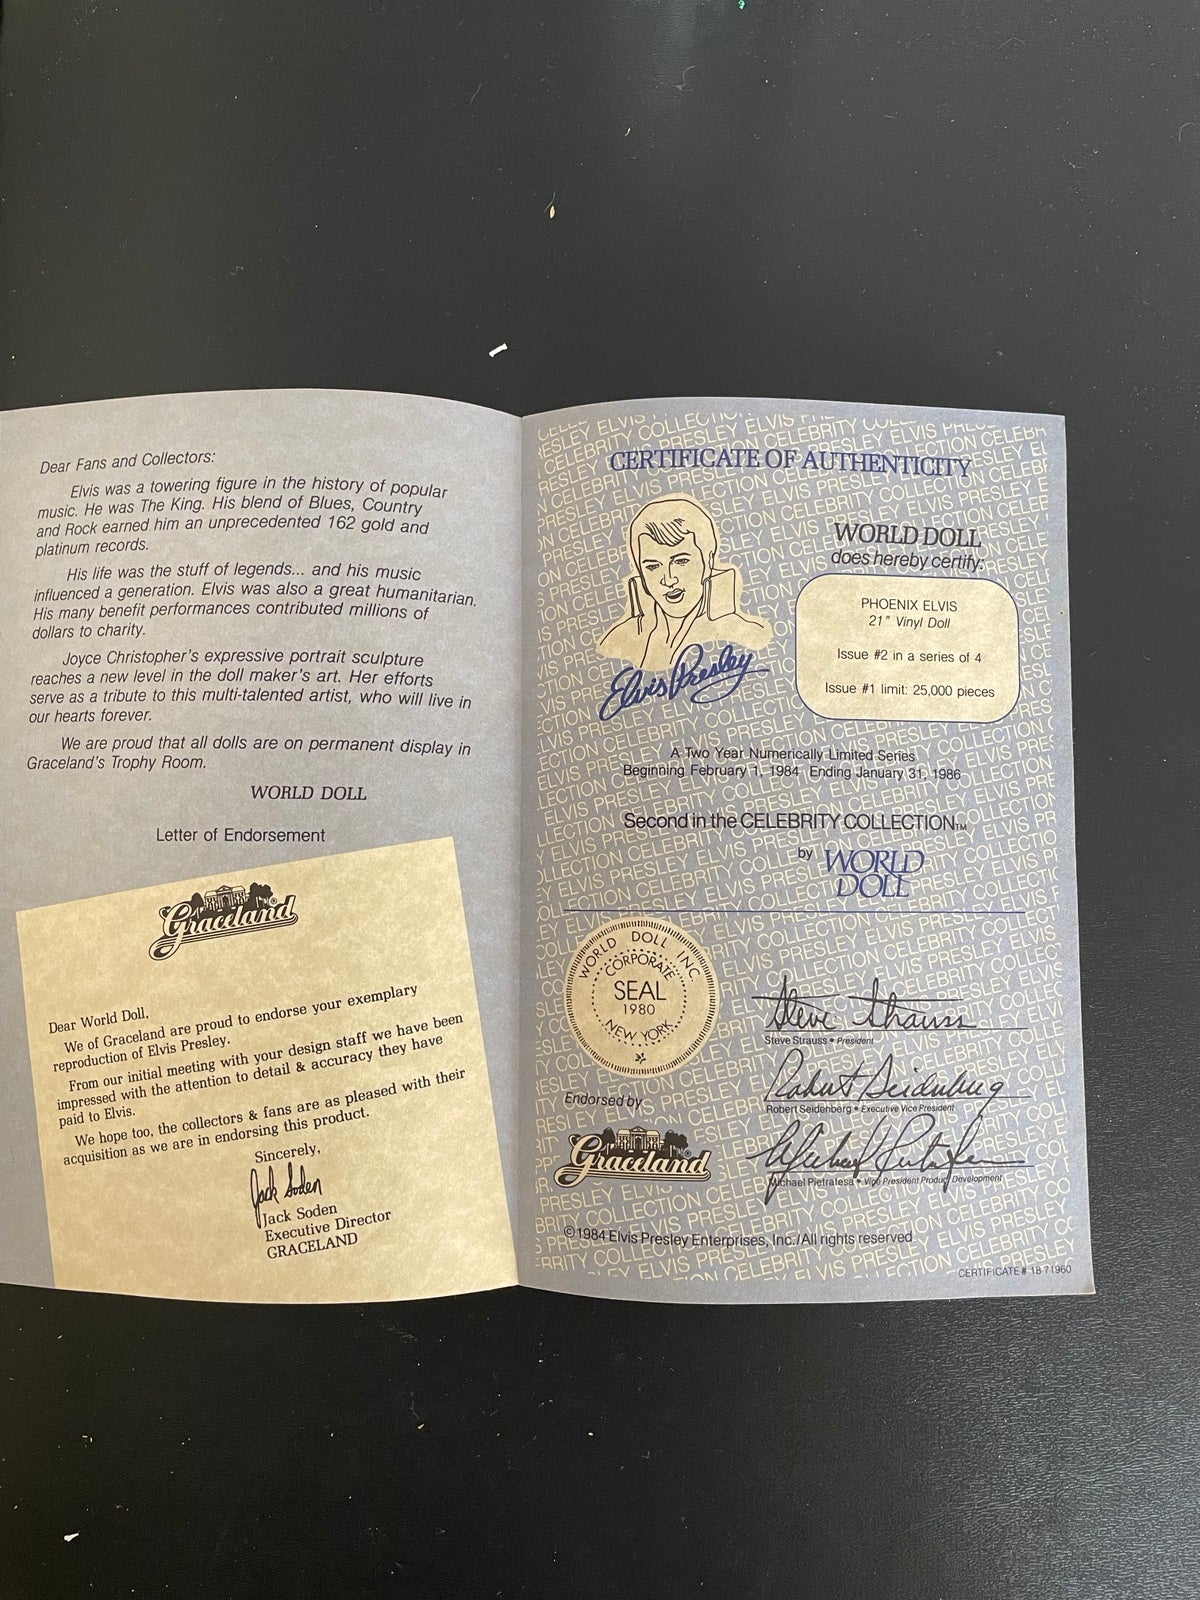 Dear Fans and Collectors:
Elvis was a towering figure in the history of popular
music. He was The King. His blend of Blues, Country
and Rock earned him an unprecedented 162 gold and
platinum records.
His life was the stuff of legends... and his music
influenced a generation. Elvis was also a great humanitarian.
His many benefit performances contributed millions of
dollars to charity.
Joyce Christopher's expressive portrait sculpture
reaches a new level in the doll maker's art. Her efforts
serve as a tribute to this multi-talented artist, who will live in
our hearts forever.
We are proud that all dolls are on permanent display in
Graceland's Trophy Room.
WORLD DOLL
Letter of Endorsement
Graceland®
Dear World Doll,
We of Graceland are proud to endorse your exemplary
reproduction of Elvis Presley.
From our initial meeting with your design staff we have been
impressed with the attention to detail & accuracy they have
paid to Elvis.
We hope too, the collectors & fans are as pleased with their
acquisition as we are in endorsing this product.
Sincerely,
Jack Soden
Jack Soden
Executive Director
GRACELAND
CERTIFICATE OF AUTHENTICITY
WORLD DOLL
does hereby certify:
PHOENIX ELVIS
21" Vinyl Doll
Issue #2 in a series of 4
Issue #1 limit: 25,000 pieces
Elvis Presley
A Two Year Numerically Limited Series
Beginning February 1, 1984 Ending January 31, 1986
Second in the CELEBRITY COLLECTION™
by WORLD
DOLL
WORLD DOLL INC.
CORPORATE
SEAL
1980
NEW YORK
Steve Strauss
Steve Strauss • President
Robert Seidenberg
Robert Seidenberg • Executive Vice President
Michael Pietrafesa • Vice President Product Development
Endorsed by
Graceland®
©1984 Elvis Presley Enterprises, Inc./All rights reserved
CERTIFICATE # 1B 71960